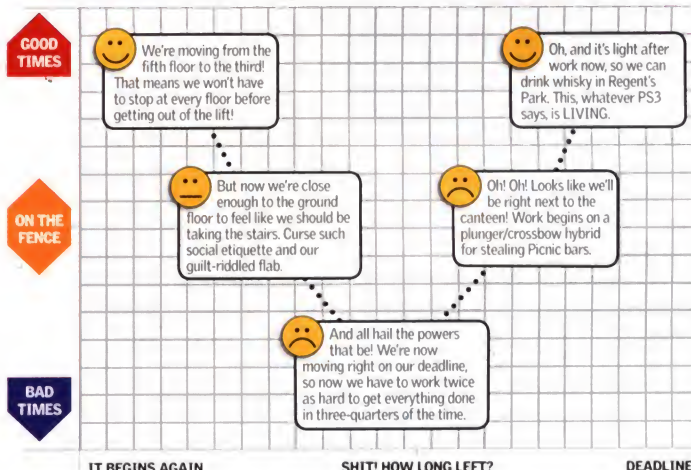 GOOD
TIMES
We're moving from the
fifth floor to the third!
That means we won't have
to stop at every floor before
getting out of the lift!
Oh, and it's light after
work now, so we can
drink whisky in Regent's
Park. This, whatever PS3
says, is LIVING.
ON THE
FENCE
But now we're close
enough to the ground
floor to feel like we should be
taking the stairs. Curse such
social etiquette and our
guilt-riddled flab.
Oh! Oh! Looks like we'll
be right next to the
canteen! Work begins on a
plunger/crossbow hybrid
for stealing Picnic bars.
And all hail the powers
that be! We're now
moving right on our deadline,
so now we have to work twice
as hard to get everything done
in three-quarters of the time.
BAD
TIMES
IT BEGINS AGAIN
SHIT! HOW LONG LEFT?
DEADLINE